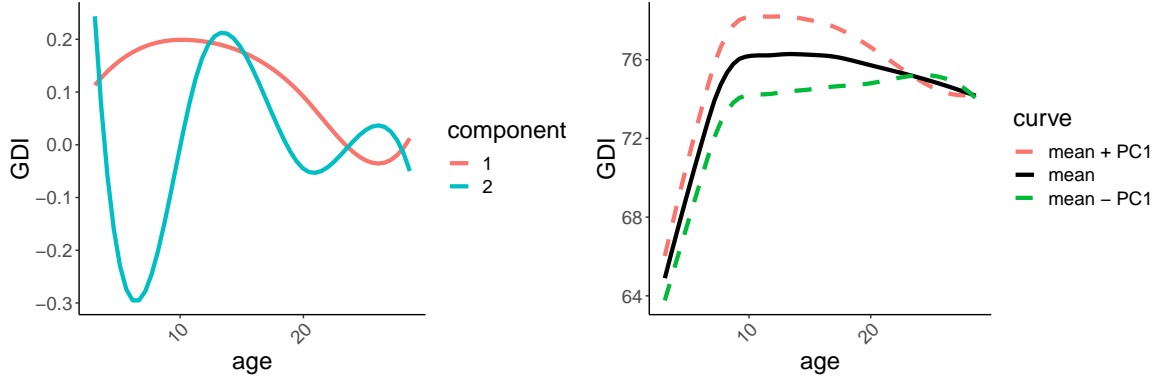 GDI
0.2
0.1
0.0
−0.1
−0.2
−0.3
10
20
age
component
1
2
GDI
76
72
68
64
10
20
age
curve
mean + PC1
mean
mean − PC1